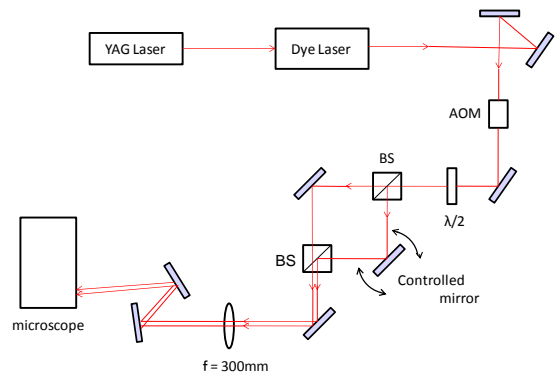 YAG Laser
Dye Laser
AOM
BS
λ/2
BS
Controlled
mirror
microscope
f = 300mm